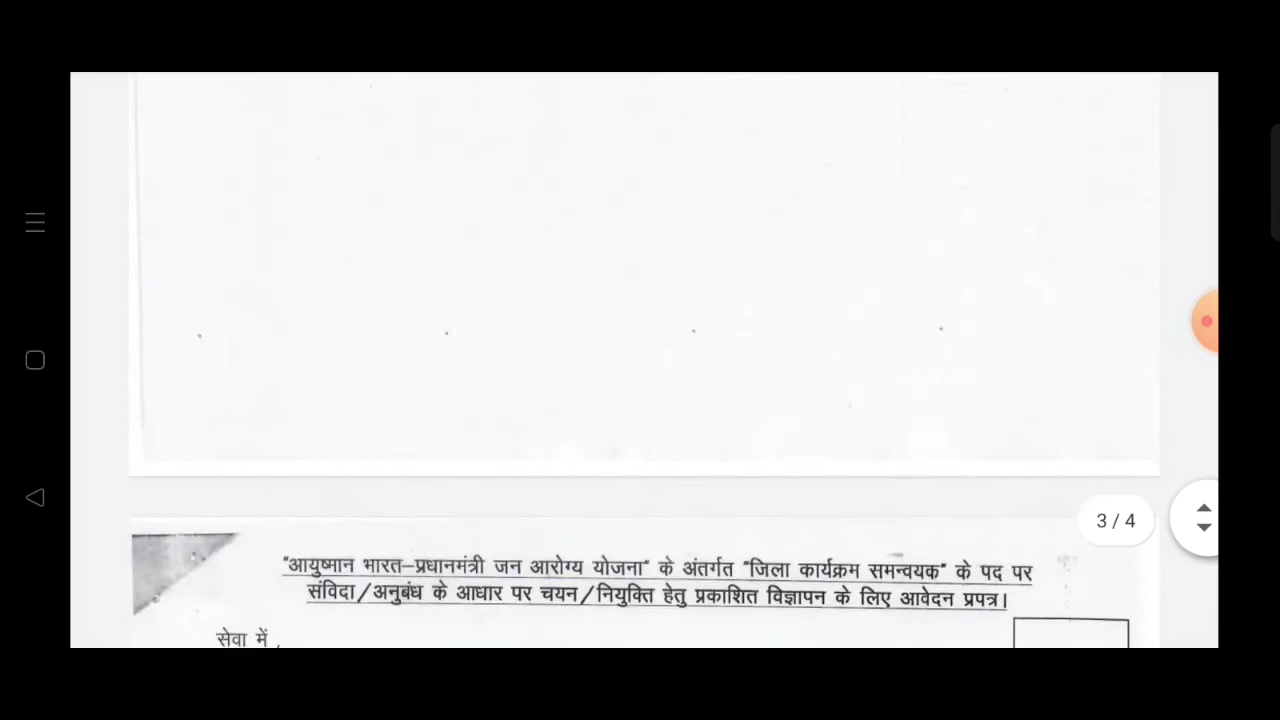 3 / 4
"आयुष्मान भारत–प्रधानमंत्री जन आरोग्य योजना" के अंतर्गत "जिला कार्यक्रम समन्वयक" के पद पर
संविदा/अनुबंध के आधार पर चयन/नियुक्ति हेतु प्रकाशित विज्ञापन के लिए आवेदन प्रपत्र।
सेवा में ,